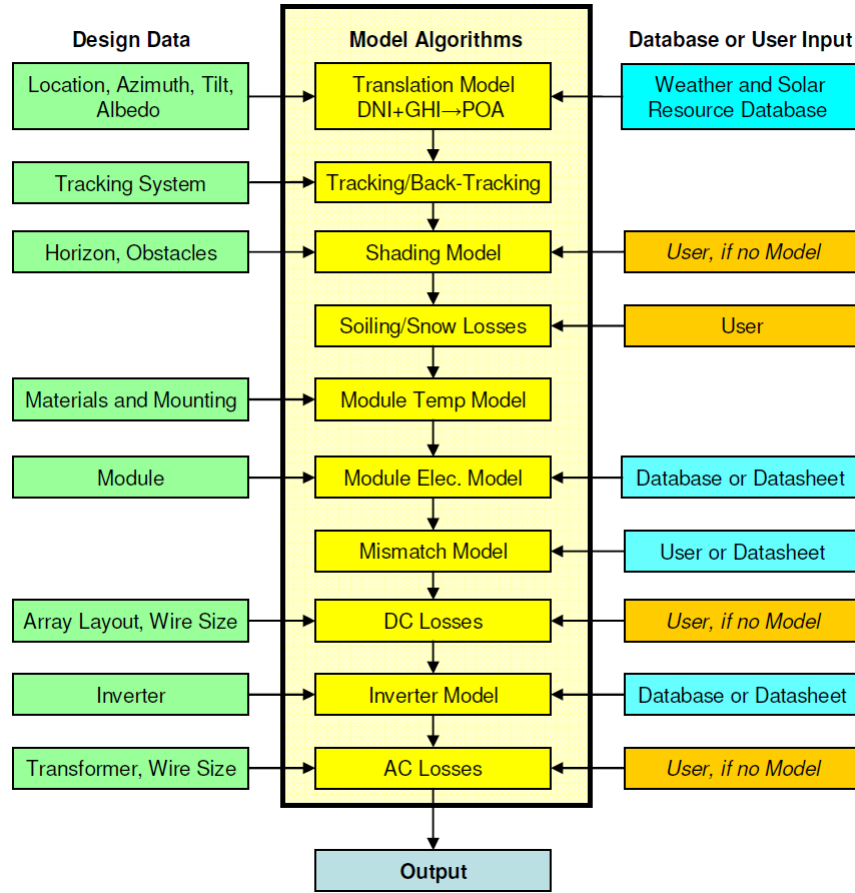 Design Data
Model Algorithms
Database or User Input
Location, Azimuth, Tilt,
Albedo
Translation Model
DNI+GHI→POA
Weather and Solar
Resource Database
Tracking System
Tracking/Back-Tracking
Horizon, Obstacles
Shading Model
User, if no Model
Soiling/Snow Losses
User
Materials and Mounting
Module Temp Model
Module
Module Elec. Model
Database or Datasheet
Mismatch Model
User or Datasheet
Array Layout, Wire Size
DC Losses
User, if no Model
Inverter
Inverter Model
Database or Datasheet
Transformer, Wire Size
AC Losses
User, if no Model
Output